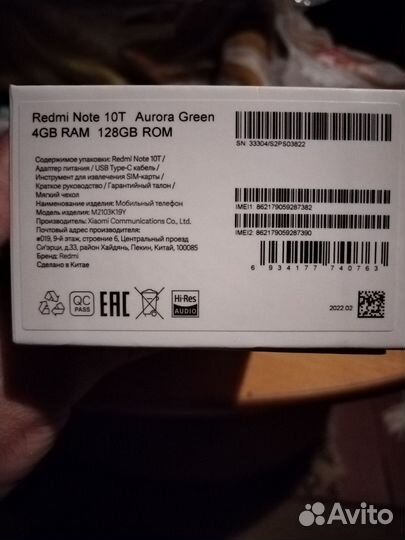 Redmi Note 10T Aurora Green
4GB RAM 128GB ROM
Содержимое упаковки: Redmi Note 10T /
Адаптер питания / USB Type-C кабель /
Инструмент для извлечения SIM-карты /
Краткое руководство / Гарантийный талон /
Мягкий чехол
Наименование изделия: Мобильный телефон
Модель изделия: M2103K19Y
Производитель: Xiaomi Communications Co., Ltd.
#019, 9-й этаж, строение 6, Центральный проезд
Си'эрци, д.33, район Хайдянь, Пекин, Китай, 100085
Бренд: Redmi
Сделано в Китае
SN: 33304/S2PS03822
IMEI1: 862179059287382
IMEI2: 862179059287390
6 934177 740763
QC
PASS
EAC
Hi-Res
AUDIO
2022.02
Avito